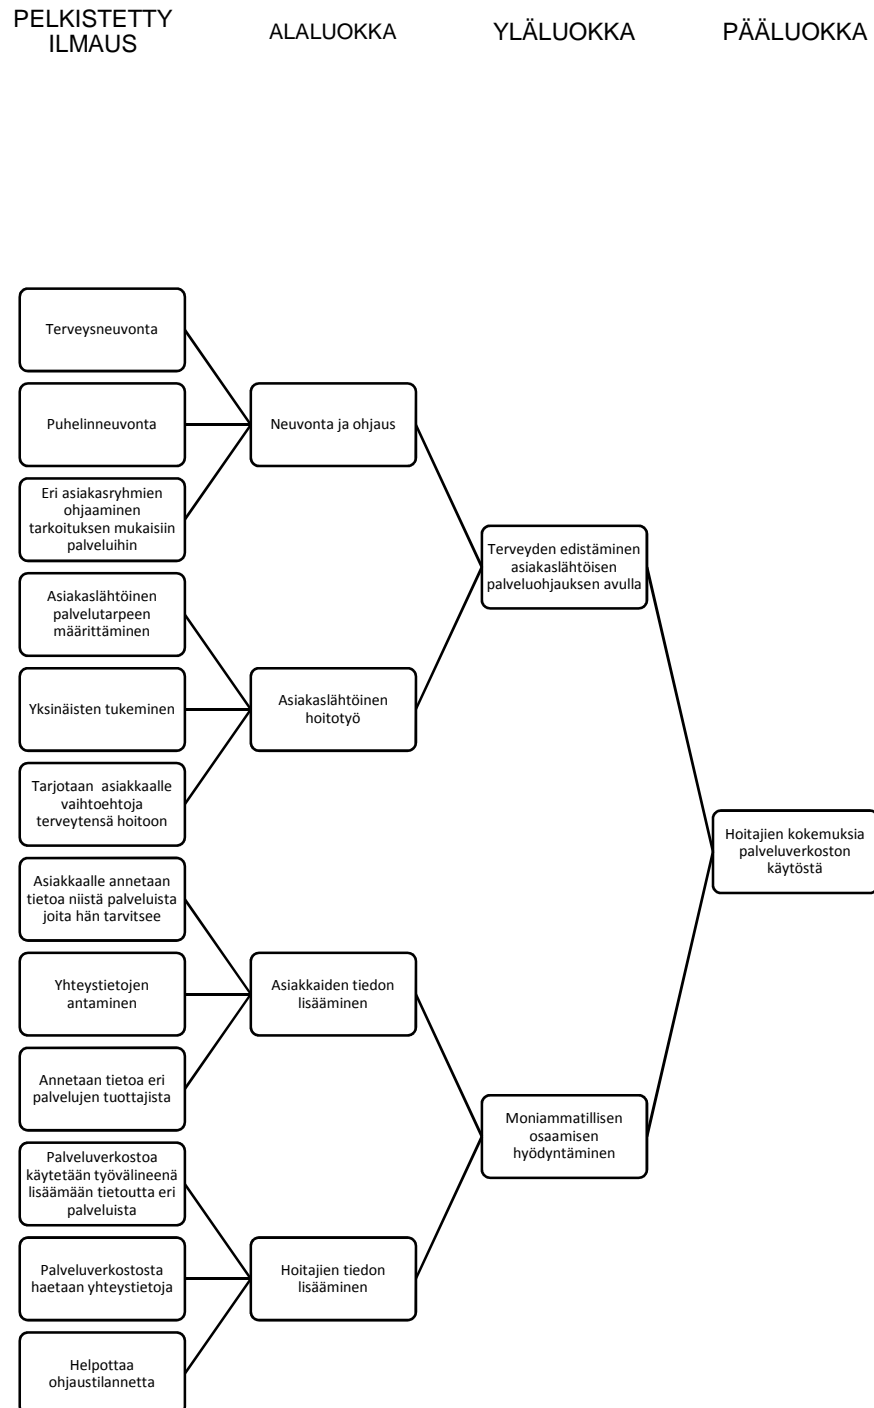 PELKISTETTY
ILMAUS
ALALUOKKA
YLÄLUOKKA
PÄÄLUOKKA
Terveysneuvonta
Puhelinneuvonta
Eri asiakasryhmien
ohjaaminen
tarkoituksen mukaisiin
palveluihin
Asiakaslähtöinen
palvelutarpeen
määrittäminen
Yksinäisten tukeminen
Tarjotaan asiakkaalle
vaihtoehtoja
terveytensä hoitoon
Asiakkaalle annetaan
tietoa niistä palveluista
joita hän tarvitsee
Yhteystietojen
antaminen
Annetaan tietoa eri
palvelujen tuottajista
Palveluverkostoa
käytetään työvälineenä
lisäämään tietoutta eri
palveluista
Palveluverkostosta
haetaan yhteystietoja
Helpottaa
ohjaustilannetta
Neuvonta ja ohjaus
Asiakaslähtöinen
hoitotyö
Asiakkaiden tiedon
lisääminen
Hoitajien tiedon
lisääminen
Terveyden edistäminen
asiakaslähtöisen
palveluohjauksen avulla
Moniammatillisen
osaamisen
hyödyntäminen
Hoitajien kokemuksia
palveluverkoston
käytöstä